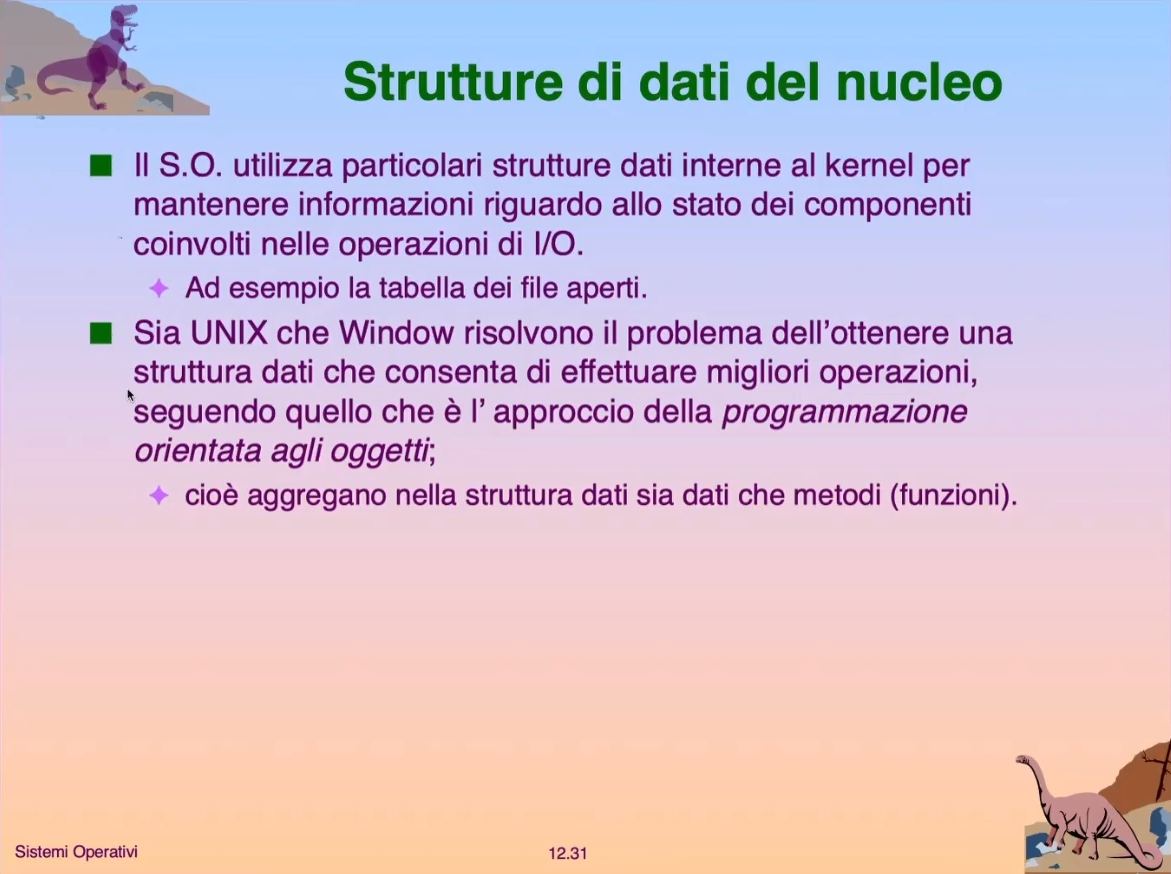 Strutture di dati del nucleo
Il S.O. utilizza particolari strutture dati interne al kernel per
mantenere informazioni riguardo allo stato dei componenti
coinvolti nelle operazioni di I/O.
Ad esempio la tabella dei file aperti.
Sia UNIX che Window risolvono il problema dell'ottenere una
struttura dati che consenta di effettuare migliori operazioni,
seguendo quello che è l' approccio della programmazione
orientata agli oggetti;
cioè aggregano nella struttura dati sia dati che metodi (funzioni).
Sistemi Operativi
12.31